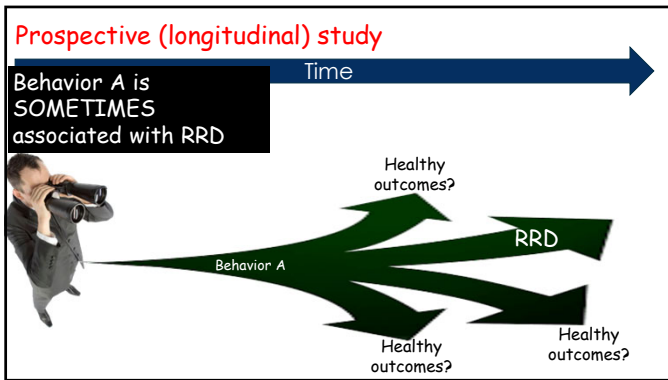 Prospective (longitudinal) study
Time
Behavior A is
SOMETIMES
associated with RRD
Healthy
outcomes?
RRD
Behavior A
Healthy
outcomes?
Healthy
outcomes?